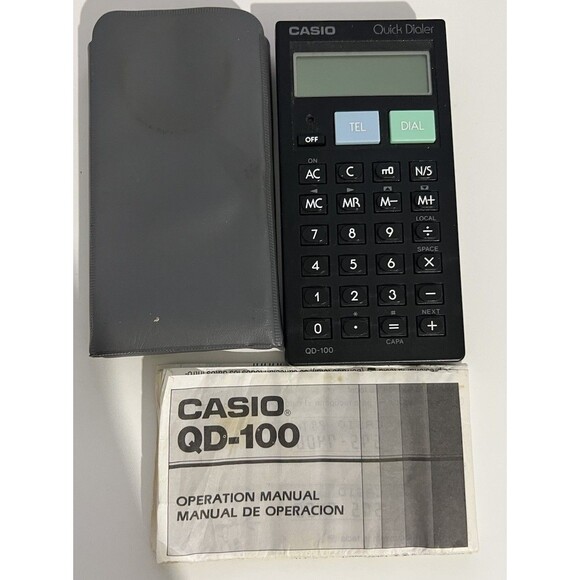 CASIO Quick Dialer
OFF TEL DIAL
ON
AC C N/S
MC MR M− M+
LOCAL
7 8 9 ÷
SPACE
4 5 6 ×
1 2 3 −
NEXT
0 · = +
QD-100 CAPA
CASIO®
QD-100
OPERATION MANUAL
MANUAL DE OPERACION